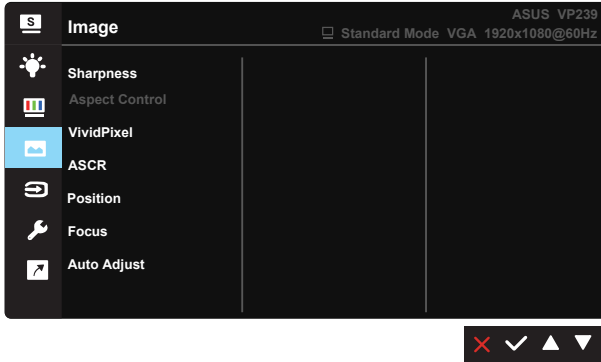 S
Image
ASUS VP239
Standard Mode VGA 1920x1080@60Hz
Sharpness
Aspect Control
VividPixel
ASCR
Position
Focus
Auto Adjust